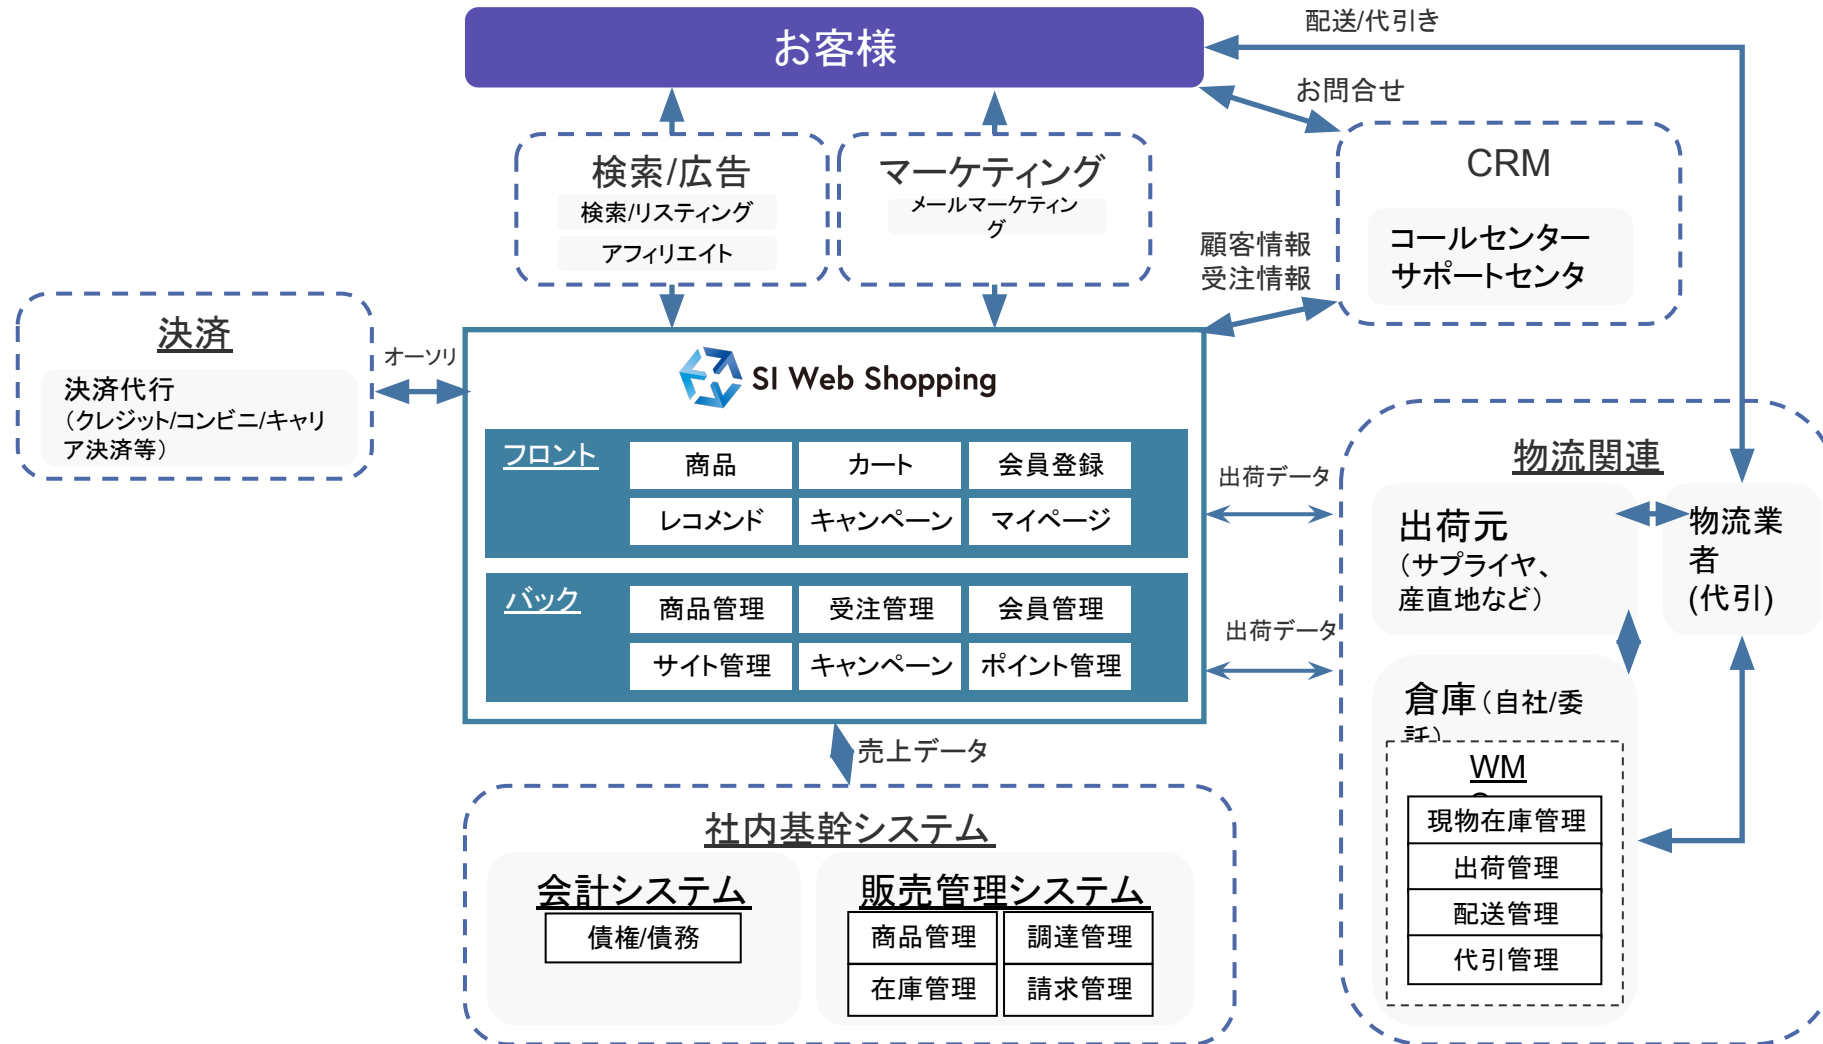 配送/代引き
お客様
お問合せ
検索/広告
検索/リスティング
アフィリエイト
マーケティング
メールマーケティン
グ
CRM
コールセンター
サポートセンタ
顧客情報
受注情報
決済
決済代行
（クレジット/コンビニ/キャリ
ア決済等）
オーソリ
SI Web Shopping
フロント
商品
カート
会員登録
レコメンド
キャンペーン
マイページ
バック
商品管理
受注管理
会員管理
サイト管理
キャンペーン
ポイント管理
出荷データ
出荷データ
物流関連
出荷元
（サプライヤ、
産直地など）
物流業
者
(代引)
倉庫（自社/委
託）
WM
現物在庫管理
出荷管理
配送管理
代引管理
売上データ
社内基幹システム
会計システム
債権/債務
販売管理システム
商品管理
調達管理
在庫管理
請求管理